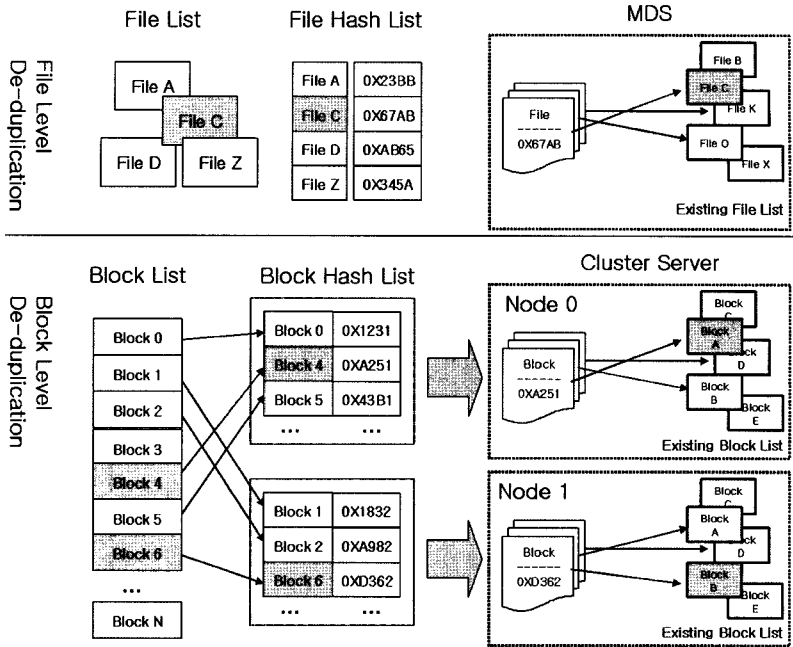 File Level
De-duplication
File List
File A
File C
File D
File Z
File Hash List
File A 0X23BB
File C 0X67AB
File D 0XAB65
File Z 0X345A
MDS
File
0X67AB
File B
File C
File K
File O
File X
Existing File List
Block Level
De-duplication
Block List
Block 0
Block 1
Block 2
Block 3
Block 4
Block 5
Block 6
...
Block N
Block Hash List
Block 0 0X1231
Block 4 0XA251
Block 5 0X43B1
... ...
Block 1 0X1832
Block 2 0XA982
Block 6 0XD362
... ...
Cluster Server
Node 0
Block
0XA251
Block
C
Block
A
Block
D
Block
B
Block
E
Existing Block List
Node 1
Block
0XD362
Block
C
Block
A
Block
D
Block
B
Block
E
Existing Block List